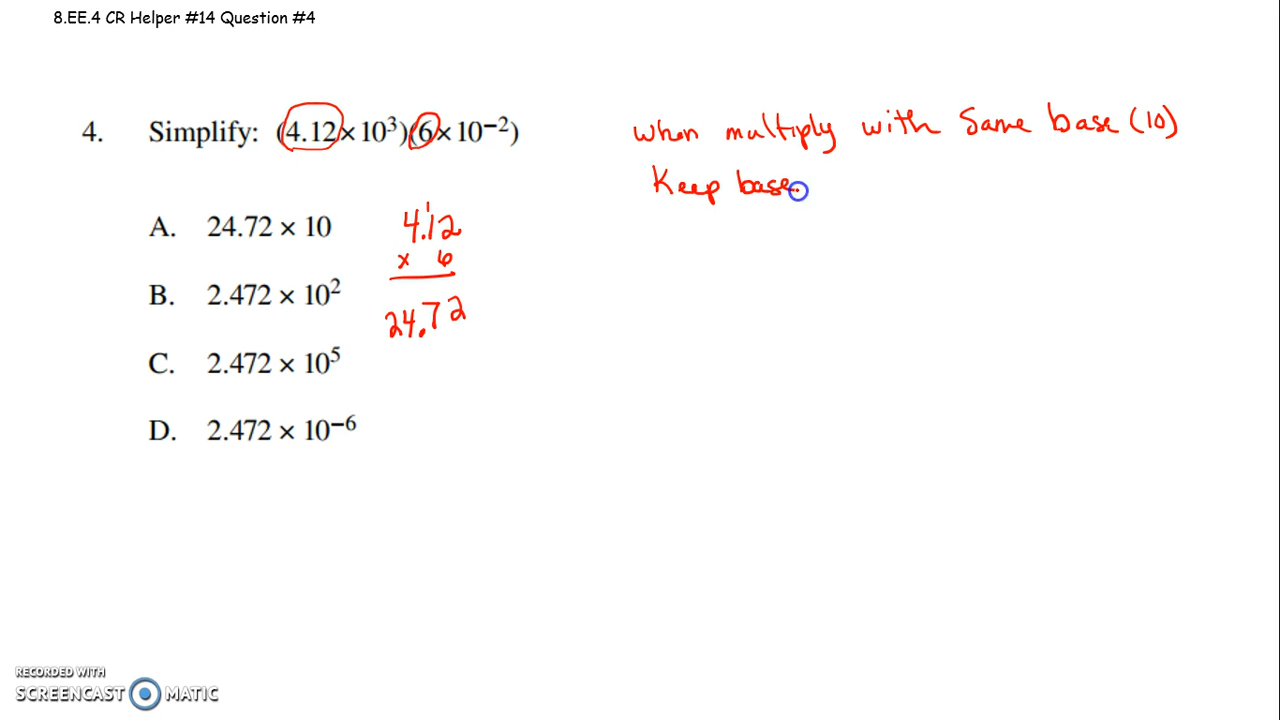 8.EE.4 CR Helper #14 Question #4
4. Simplify: (4.12 × 10³)(6 × 10⁻²)
when multiply with same base (10)
Keep base
A. 24.72 × 10
B. 2.472 × 10²
C. 2.472 × 10⁵
D. 2.472 × 10⁻⁶
1
4.12
x 6
24.72
RECORDED WITH
SCREENCAST MATIC